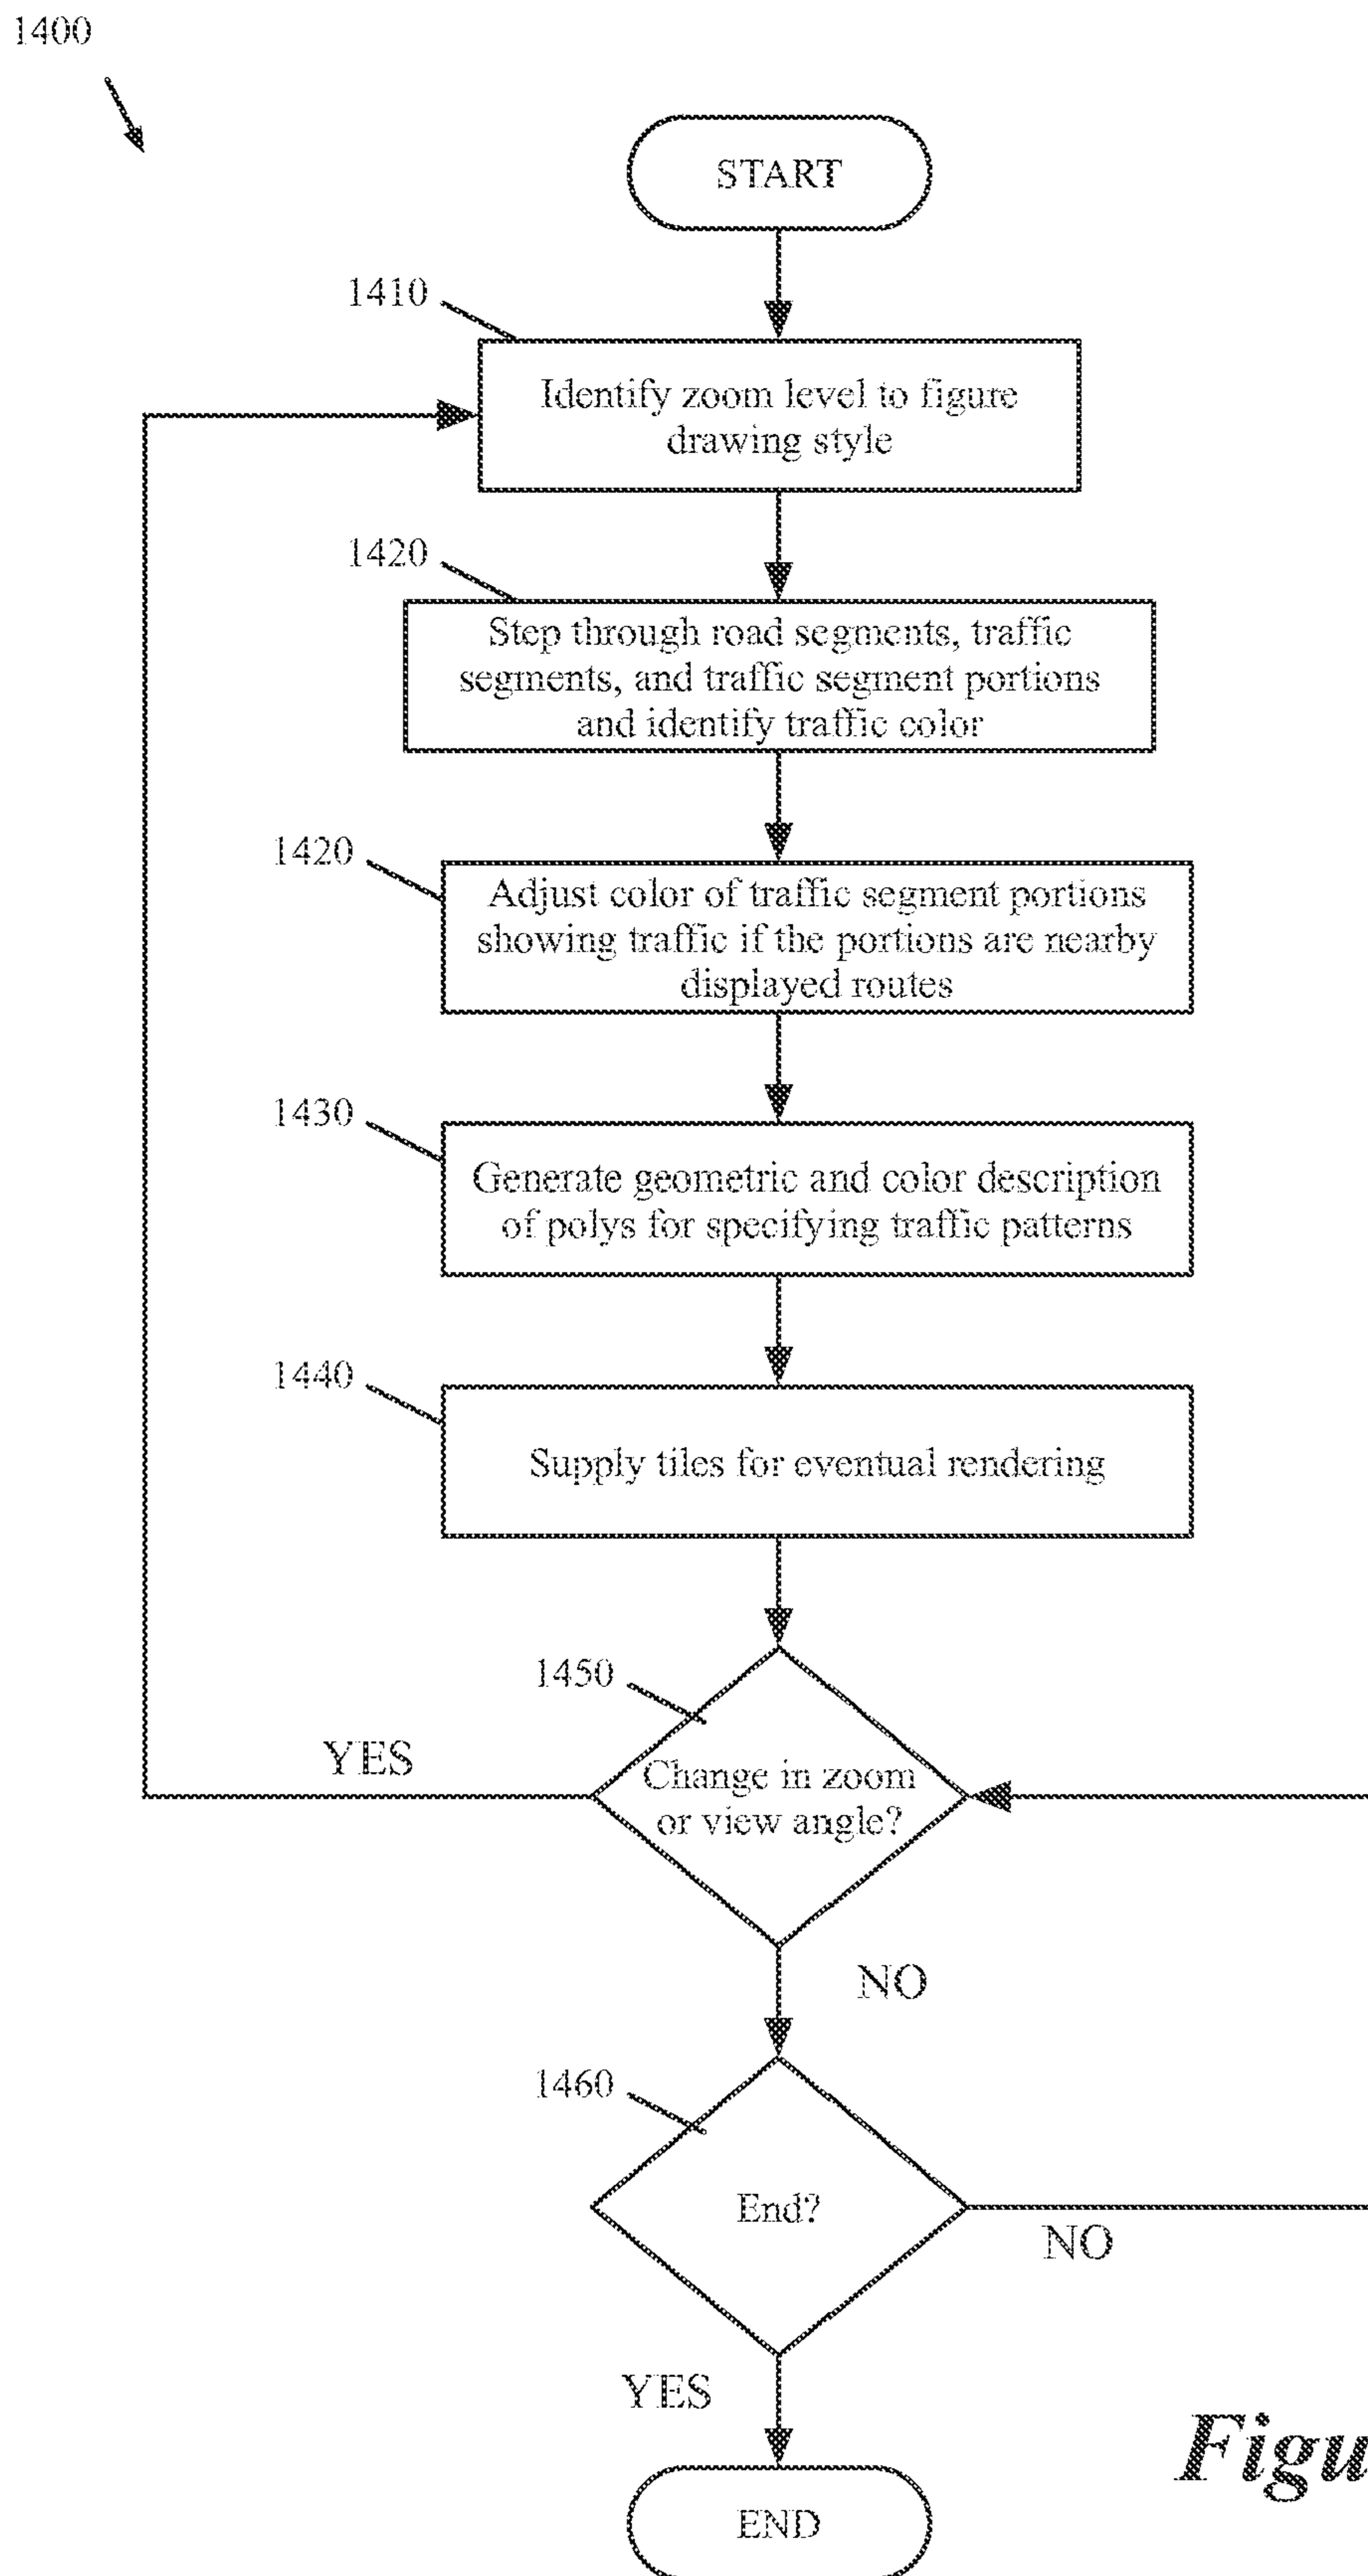 1400
START
1410
Identify zoom level to figure
drawing style
1420
Step through road segments, traffic
segments, and traffic segment portions
and identify traffic color
1420
Adjust color of traffic segment portions
showing traffic if the portions are nearby
displayed routes
1430
Generate geometric and color description
of polys for specifying traffic patterns
1440
Supply tiles for eventual rendering
1450
Change in zoom
or view angle?
YES
NO
1460
End?
NO
YES
Figu
END